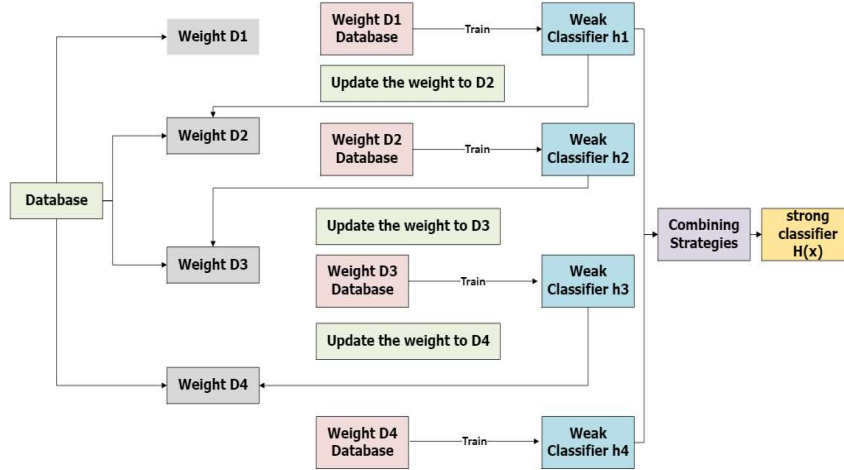 Weight D1
Weight D1
Database
Train
Weak
Classifier h1
Update the weight to D2
Weight D2
Weight D2
Database
Train
Weak
Classifier h2
Database
Update the weight to D3
Combining
Strategies
strong
classifier
H(x)
Weight D3
Weight D3
Database
Train
Weak
Classifier h3
Update the weight to D4
Weight D4
Weight D4
Database
Train
Weak
Classifier h4